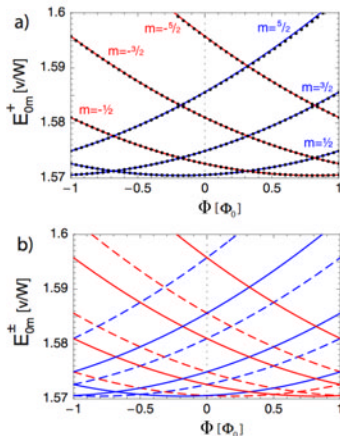 a)
1.6
1.59
1.58
1.57
E⁺₀ₘ [v/W]
m=-⁵/₂
m=-³/₂
m=-½
⁵/₂
m=
m=³/₂
m=½
-1 -0.5 0 0.5 1
Φ [Φ₀]
b)
1.6
1.59
1.58
1.57
E±₀ₘ [v/W]
-1 -0.5 0 0.5 1
Φ [Φ₀]